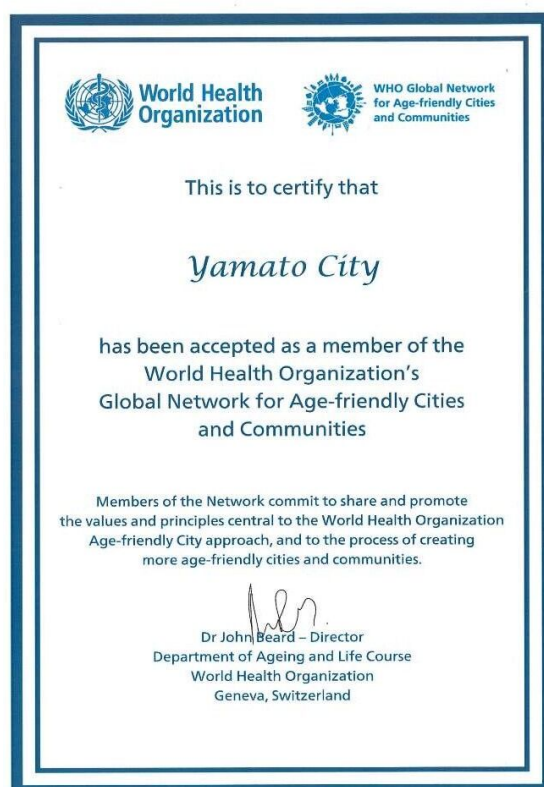 World Health
Organization
WHO Global Network
for Age-friendly Cities
and Communities
This is to certify that
Yamato City
has been accepted as a member of the
World Health Organization's
Global Network for Age-friendly Cities
and Communities
Members of the Network commit to share and promote
the values and principles central to the World Health Organization
Age-friendly City approach, and to the process of creating
more age-friendly cities and communities.
Dr John Beard – Director
Department of Ageing and Life Course
World Health Organization
Geneva, Switzerland